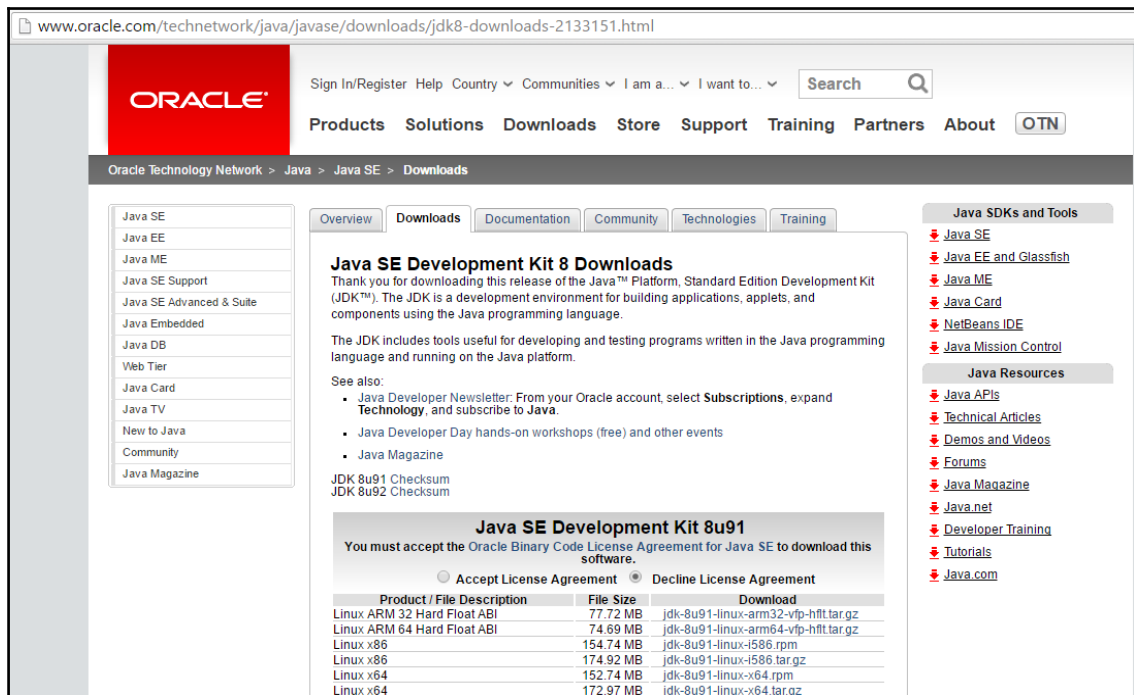 www.oracle.com/technetwork/java/javase/downloads/jdk8-downloads-2133151.html
ORACLE
Sign In/Register Help Country Communities I am a... I want to... Search
Products Solutions Downloads Store Support Training Partners About OTN
Oracle Technology Network > Java > Java SE > Downloads
Java SE
Java EE
Java ME
Java SE Support
Java SE Advanced & Suite
Java Embedded
Java DB
Web Tier
Java Card
Java TV
New to Java
Community
Java Magazine
Overview Downloads Documentation Community Technologies Training
Java SE Development Kit 8 Downloads
Thank you for downloading this release of the Java™ Platform, Standard Edition Development Kit
(JDK™). The JDK is a development environment for building applications, applets, and
components using the Java programming language.
The JDK includes tools useful for developing and testing programs written in the Java programming
language and running on the Java platform.
See also:
Java Developer Newsletter: From your Oracle account, select Subscriptions, expand
Technology, and subscribe to Java.
Java Developer Day hands-on workshops (free) and other events
Java Magazine
JDK 8u91 Checksum
JDK 8u92 Checksum
Java SE Development Kit 8u91
You must accept the Oracle Binary Code License Agreement for Java SE to download this
software.
Accept License Agreement Decline License Agreement
Product / File Description File Size Download
Linux ARM 32 Hard Float ABI 77.72 MB jdk-8u91-linux-arm32-vfp-hflt.tar.gz
Linux ARM 64 Hard Float ABI 74.69 MB jdk-8u91-linux-arm64-vfp-hflt.tar.gz
Linux x86 154.74 MB jdk-8u91-linux-i586.rpm
Linux x86 174.92 MB jdk-8u91-linux-i586.tar.gz
Linux x64 152.74 MB jdk-8u91-linux-x64.rpm
Linux x64 172.97 MB jdk-8u91-linux-x64.tar.gz
Java SDKs and Tools
Java SE
Java EE and Glassfish
Java ME
Java Card
NetBeans IDE
Java Mission Control
Java Resources
Java APIs
Technical Articles
Demos and Videos
Forums
Java Magazine
Java.net
Developer Training
Tutorials
Java.com